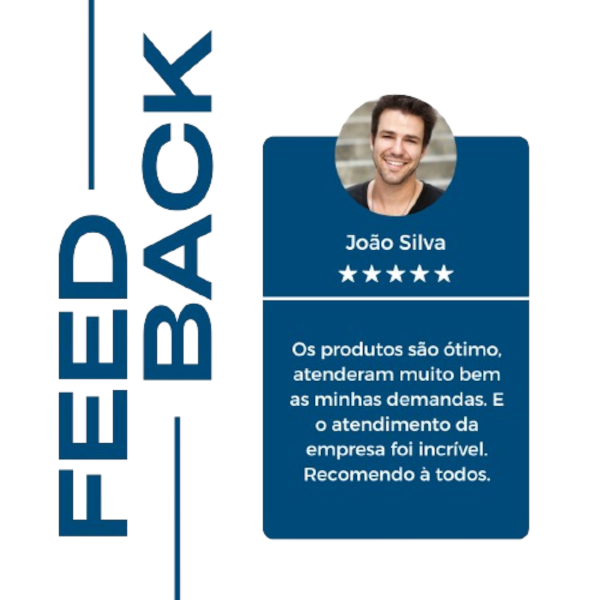 FEED
BACK
João Silva
Os produtos são ótimo,
atenderam muito bem
as minhas demandas. E
o atendimento da
empresa foi incrível.
Recomendo à todos.